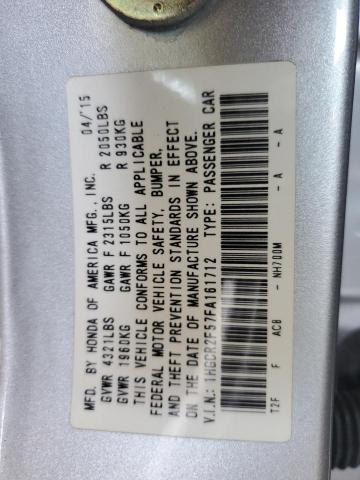 MFD. BY HONDA OF AMERICA MFG., INC. 04/'15
GVWR 4321LBS GAWR F 2315LBS R 2050LBS
GVWR 1960KG GAWR F 1050KG R 930KG
THIS VEHICLE CONFORMS TO ALL APPLICABLE
FEDERAL MOTOR VEHICLE SAFETY, BUMPER,
AND THEFT PREVENTION STANDARDS IN EFFECT
ON THE DATE OF MANUFACTURE SHOWN ABOVE.
V.I.N.: 1HGCR2F57FA161712 TYPE: PASSENGER CAR
T2F F AC8 - NH700M - A - A